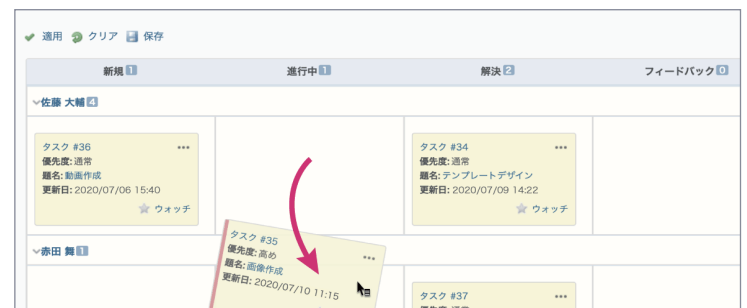 適用 クリア 保存
新規 1 進行中 1 解決 2 フィードバック 0
佐藤 大輔 4
タスク #36 •••
優先度: 通常
題名: 動画作成
更新日: 2020/07/06 15:40
ウォッチ
タスク #34 •••
優先度: 通常
題名: テンプレートデザイン
更新日: 2020/07/09 14:22
ウォッチ
タスク #35 •••
優先度: 高め
題名: 画像作成
更新日: 2020/07/10 11:15
赤田 舞 1
タスク #37 •••